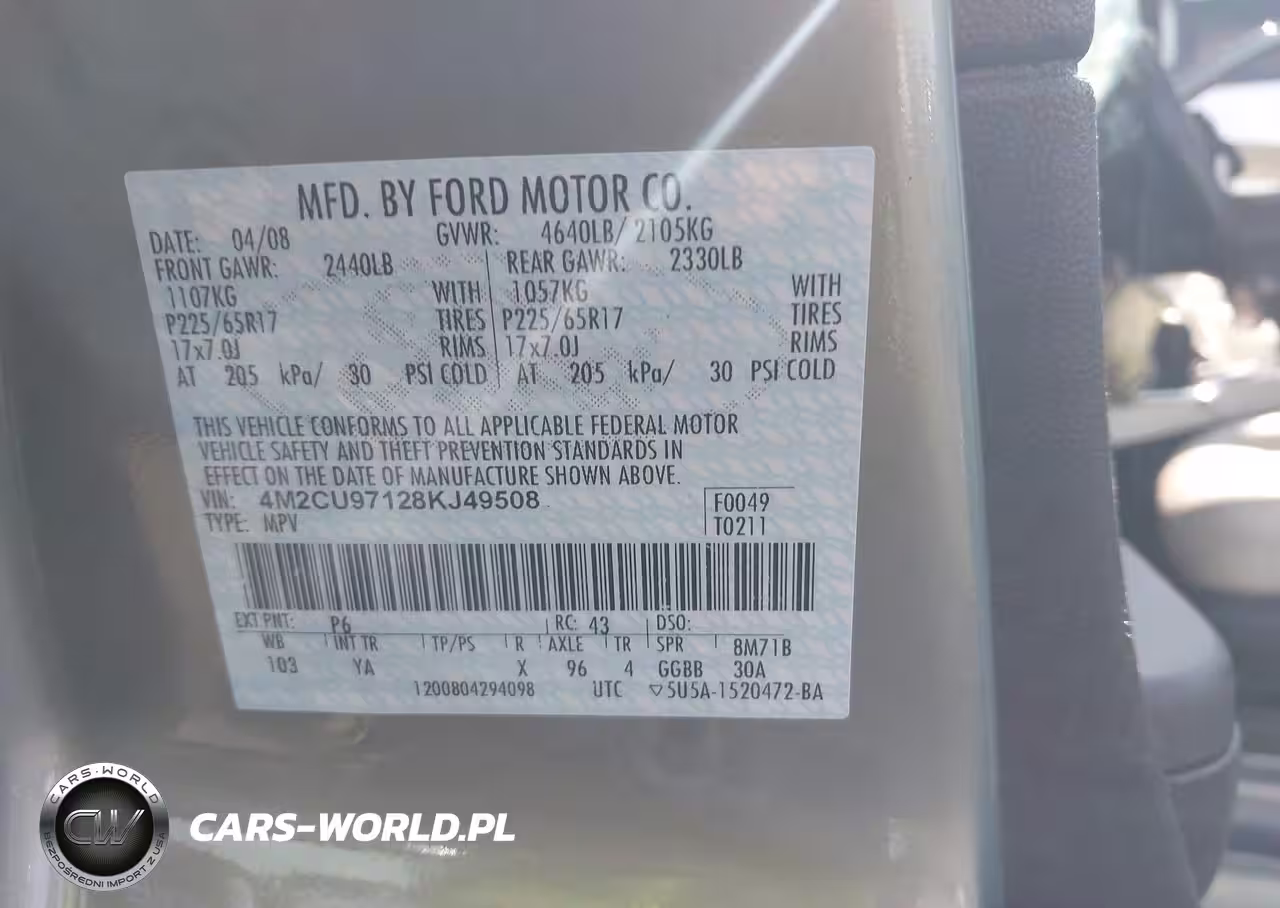 MFD. BY FORD MOTOR CO.
DATE: 04/08 GVWR: 4640LB/ 2105KG
FRONT GAWR: 2440LB REAR GAWR: 2330LB
1107KG WITH 1057KG WITH
P225/65R17 TIRES P225/65R17 TIRES
17x7.0J RIMS 17x7.0J RIMS
AT 205 kPa/ 30 PSI COLD AT 205 kPa/ 30 PSI COLD
THIS VEHICLE CONFORMS TO ALL APPLICABLE FEDERAL MOTOR
VEHICLE SAFETY AND THEFT PREVENTION STANDARDS IN
EFFECT ON THE DATE OF MANUFACTURE SHOWN ABOVE.
VIN: 4M2CU97128KJ49508 F0049
TYPE: MPV T0211
EXT PNT: P6 RC: 43 DSO:
WB INT TR TP/PS R AXLE TR SPR 8M71B
103 YA X 96 4 GGBB 30A
1200804294098 UTC ▽5U5A-1520472-BA
CARS-WORLD
CW
BEZPOŚREDNI IMPORT Z USA
CARS-WORLD.PL